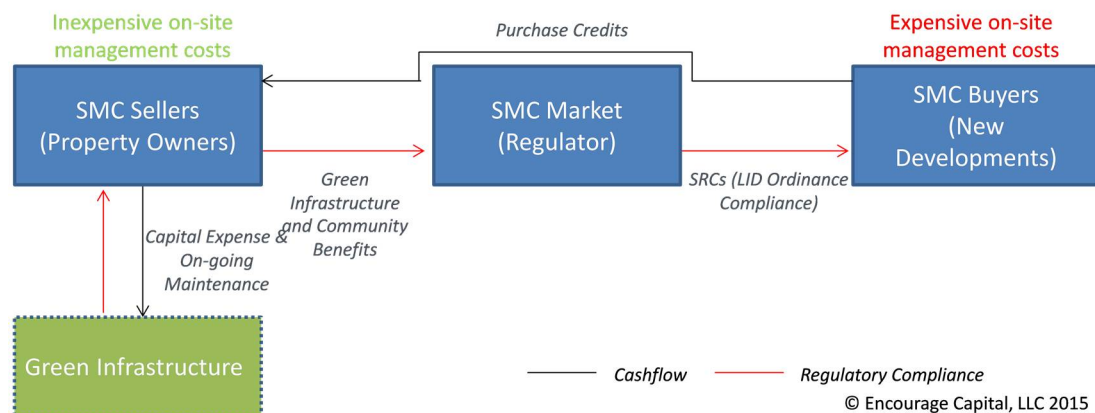 Inexpensive on-site
management costs
Purchase Credits
Expensive on-site
management costs
SMC Sellers
(Property Owners)
SMC Market
(Regulator)
SMC Buyers
(New
Developments)
Green
Infrastructure
and Community
Benefits
SRCs (LID Ordinance
Compliance)
Capital Expense &
On-going
Maintenance
Green Infrastructure
Cashflow
Regulatory Compliance
© Encourage Capital, LLC 2015